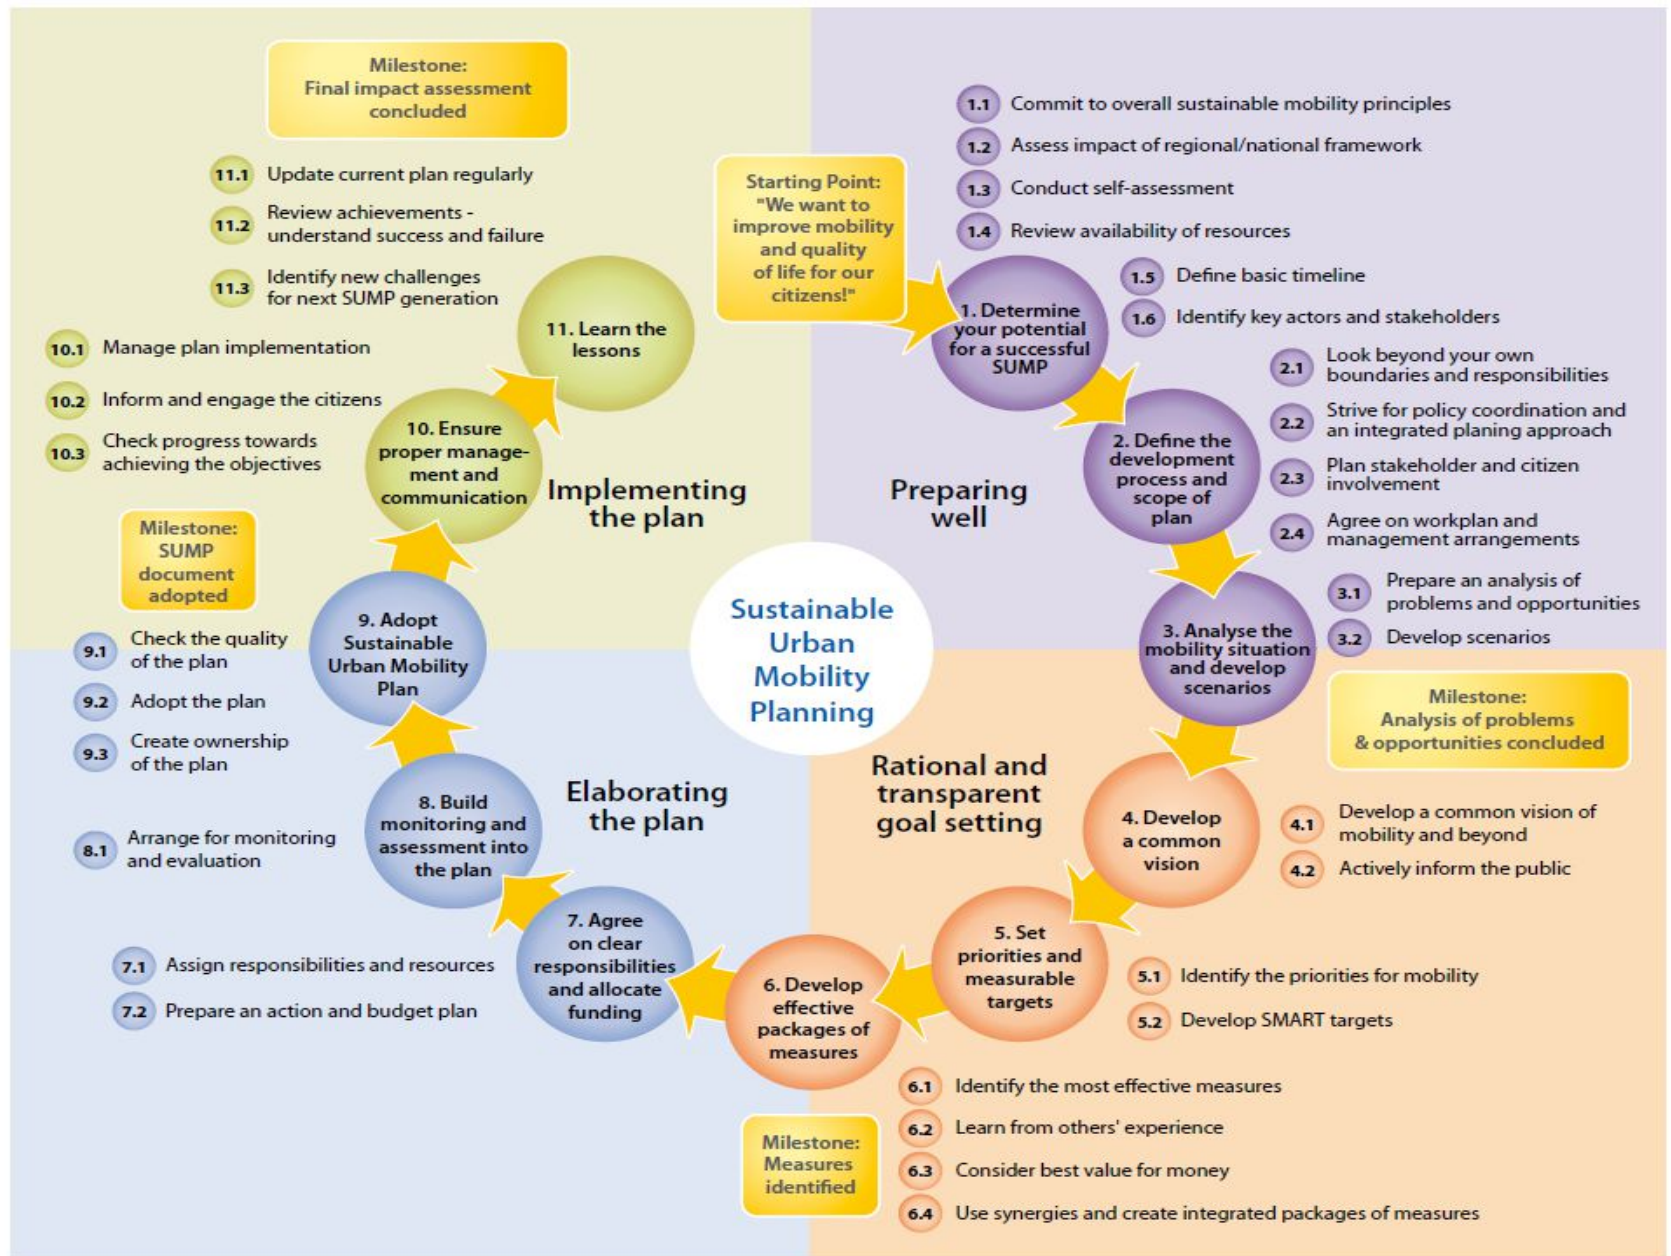 Starting Point:
"We want to
improve mobility
and quality
of life for our
citizens!"
1.1 Commit to overall sustainable mobility principles
1.2 Assess impact of regional/national framework
1.3 Conduct self-assessment
1.4 Review availability of resources
1.5 Define basic timeline
1.6 Identify key actors and stakeholders
1. Determine
your potential
for a successful
SUMP
2.1 Look beyond your own
boundaries and responsibilities
2.2 Strive for policy coordination and
an integrated planing approach
2.3 Plan stakeholder and citizen
involvement
2.4 Agree on workplan and
management arrangements
2. Define the
development
process and
scope of
plan
Preparing
well
3.1 Prepare an analysis of
problems and opportunities
3.2 Develop scenarios
3. Analyse the
mobility situation
and develop
scenarios
Milestone:
Analysis of problems
& opportunities concluded
Sustainable
Urban
Mobility
Planning
Rational and
transparent
goal setting
4. Develop
a common
vision
4.1 Develop a common vision of
mobility and beyond
4.2 Actively inform the public
5. Set
priorities and
measurable
targets
5.1 Identify the priorities for mobility
5.2 Develop SMART targets
6. Develop
effective
packages of
measures
6.1 Identify the most effective measures
6.2 Learn from others' experience
6.3 Consider best value for money
6.4 Use synergies and create integrated packages of measures
Milestone:
Measures
identified
Elaborating
the plan
7. Agree
on clear
responsibilities
and allocate
funding
7.1 Assign responsibilities and resources
7.2 Prepare an action and budget plan
8. Build
monitoring and
assessment into
the plan
8.1 Arrange for monitoring
and evaluation
9. Adopt
Sustainable
Urban Mobility
Plan
9.1 Check the quality
of the plan
9.2 Adopt the plan
9.3 Create ownership
of the plan
Milestone:
SUMP
document
adopted
Implementing
the plan
10. Ensure
proper manage-
ment and
communication
10.1 Manage plan implementation
10.2 Inform and engage the citizens
10.3 Check progress towards
achieving the objectives
11. Learn the
lessons
11.1 Update current plan regularly
11.2 Review achievements -
understand success and failure
11.3 Identify new challenges
for next SUMP generation
Milestone:
Final impact assessment
concluded